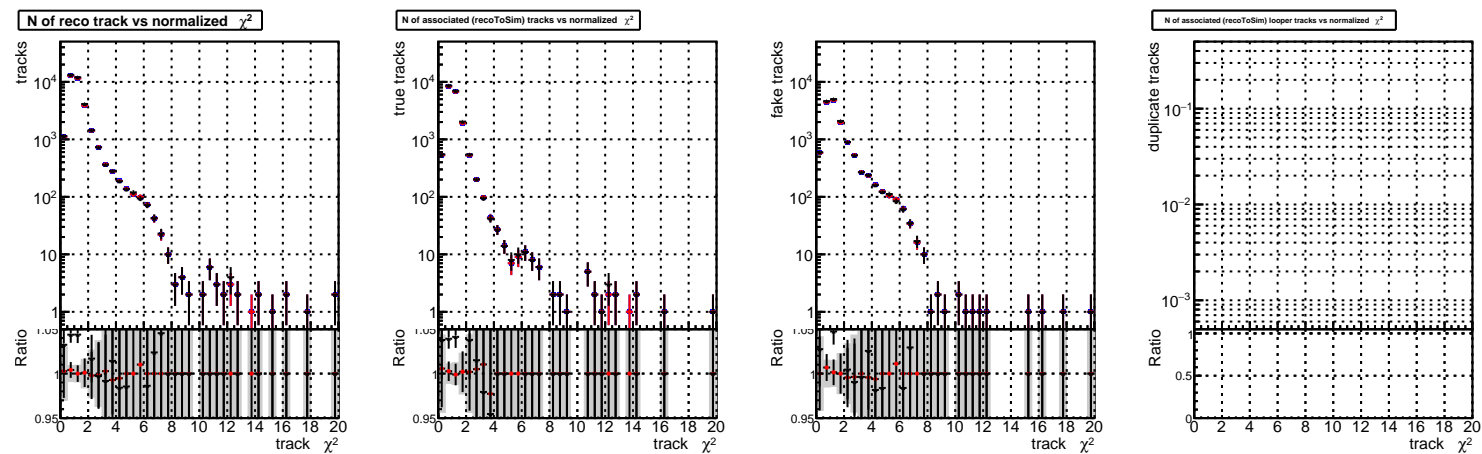 N of reco track vs normalized χ²
tracks
10⁴
10³
10²
10
1
Ratio
1.05
1
0.95
0 2 4 6 8 10 12 14 16 18 20
track χ²
N of associated (recoToSim) tracks vs normalized χ²
true tracks
10⁴
10³
10²
10
1
Ratio
1.05
1
0.95
0 2 4 6 8 10 12 14 16 18 20
track χ²
fake tracks
10⁴
10³
10²
10
1
Ratio
1.05
1
0.95
0 2 4 6 8 10 12 14 16 18 20
track χ²
N of associated (recoToSim) looper tracks vs normalized χ²
duplicate tracks
10⁻¹
10⁻²
10⁻³
Ratio
1
0.5
0
0 2 4 6 8 10 12 14 16 18 20
track χ²